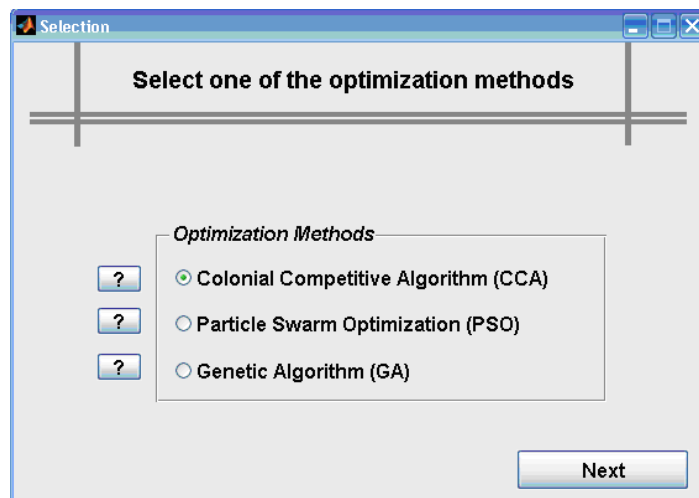 Selection
Select one of the optimization methods
Optimization Methods
? Colonial Competitive Algorithm (CCA)
? Particle Swarm Optimization (PSO)
? Genetic Algorithm (GA)
Next